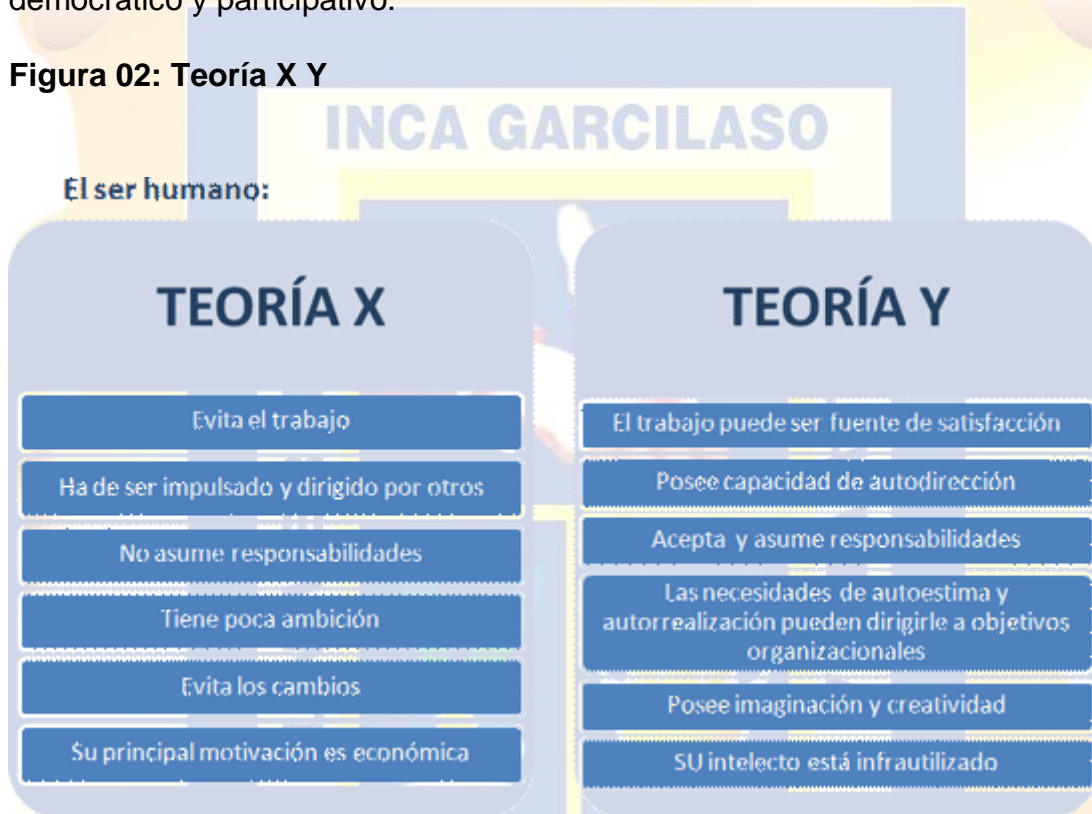 democrático y participativo.
Figura 02: Teoría X Y
INCA GARCILASO
El ser humano:
TEORÍA X
Evita el trabajo
Ha de ser impulsado y dirigido por otros
No asume responsabilidades
Tiene poca ambición
Evita los cambios
Su principal motivación es económica
TEORÍA Y
El trabajo puede ser fuente de satisfacción
Posee capacidad de autodirección
Acepta y asume responsabilidades
Las necesidades de autoestima y
autorrealización pueden dirigirle a objetivos
organizacionales
Posee imaginación y creatividad
SU intelecto está infrautilizado